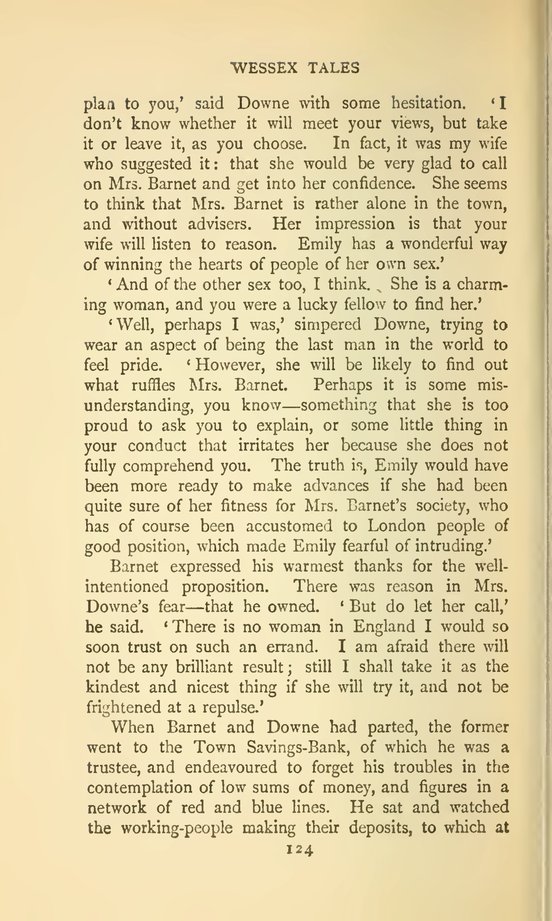 WESSEX TALES
plan to you,’ said Downe with some hesitation. ‘I
don’t know whether it will meet your views, but take
it or leave it, as you choose. In fact, it was my wife
who suggested it: that she would be very glad to call
on Mrs. Barnet and get into her confidence. She seems
to think that Mrs. Barnet is rather alone in the town,
and without advisers. Her impression is that your
wife will listen to reason. Emily has a wonderful way
of winning the hearts of people of her own sex.’
‘And of the other sex too, I think. She is a charm-
ing woman, and you were a lucky fellow to find her.’
‘Well, perhaps I was,’ simpered Downe, trying to
wear an aspect of being the last man in the world to
feel pride. ‘However, she will be likely to find out
what ruffles Mrs. Barnet. Perhaps it is some mis-
understanding, you know—something that she is too
proud to ask you to explain, or some little thing in
your conduct that irritates her because she does not
fully comprehend you. The truth is, Emily would have
been more ready to make advances if she had been
quite sure of her fitness for Mrs. Barnet’s society, who
has of course been accustomed to London people of
good position, which made Emily fearful of intruding.’
Barnet expressed his warmest thanks for the well-
intentioned proposition. There was reason in Mrs.
Downe’s fear—that he owned. ‘But do let her call,’
he said. ‘There is no woman in England I would so
soon trust on such an errand. I am afraid there will
not be any brilliant result; still I shall take it as the
kindest and nicest thing if she will try it, and not be
frightened at a repulse.’
When Barnet and Downe had parted, the former
went to the Town Savings-Bank, of which he was a
trustee, and endeavoured to forget his troubles in the
contemplation of low sums of money, and figures in a
network of red and blue lines. He sat and watched
the working-people making their deposits, to which at
124